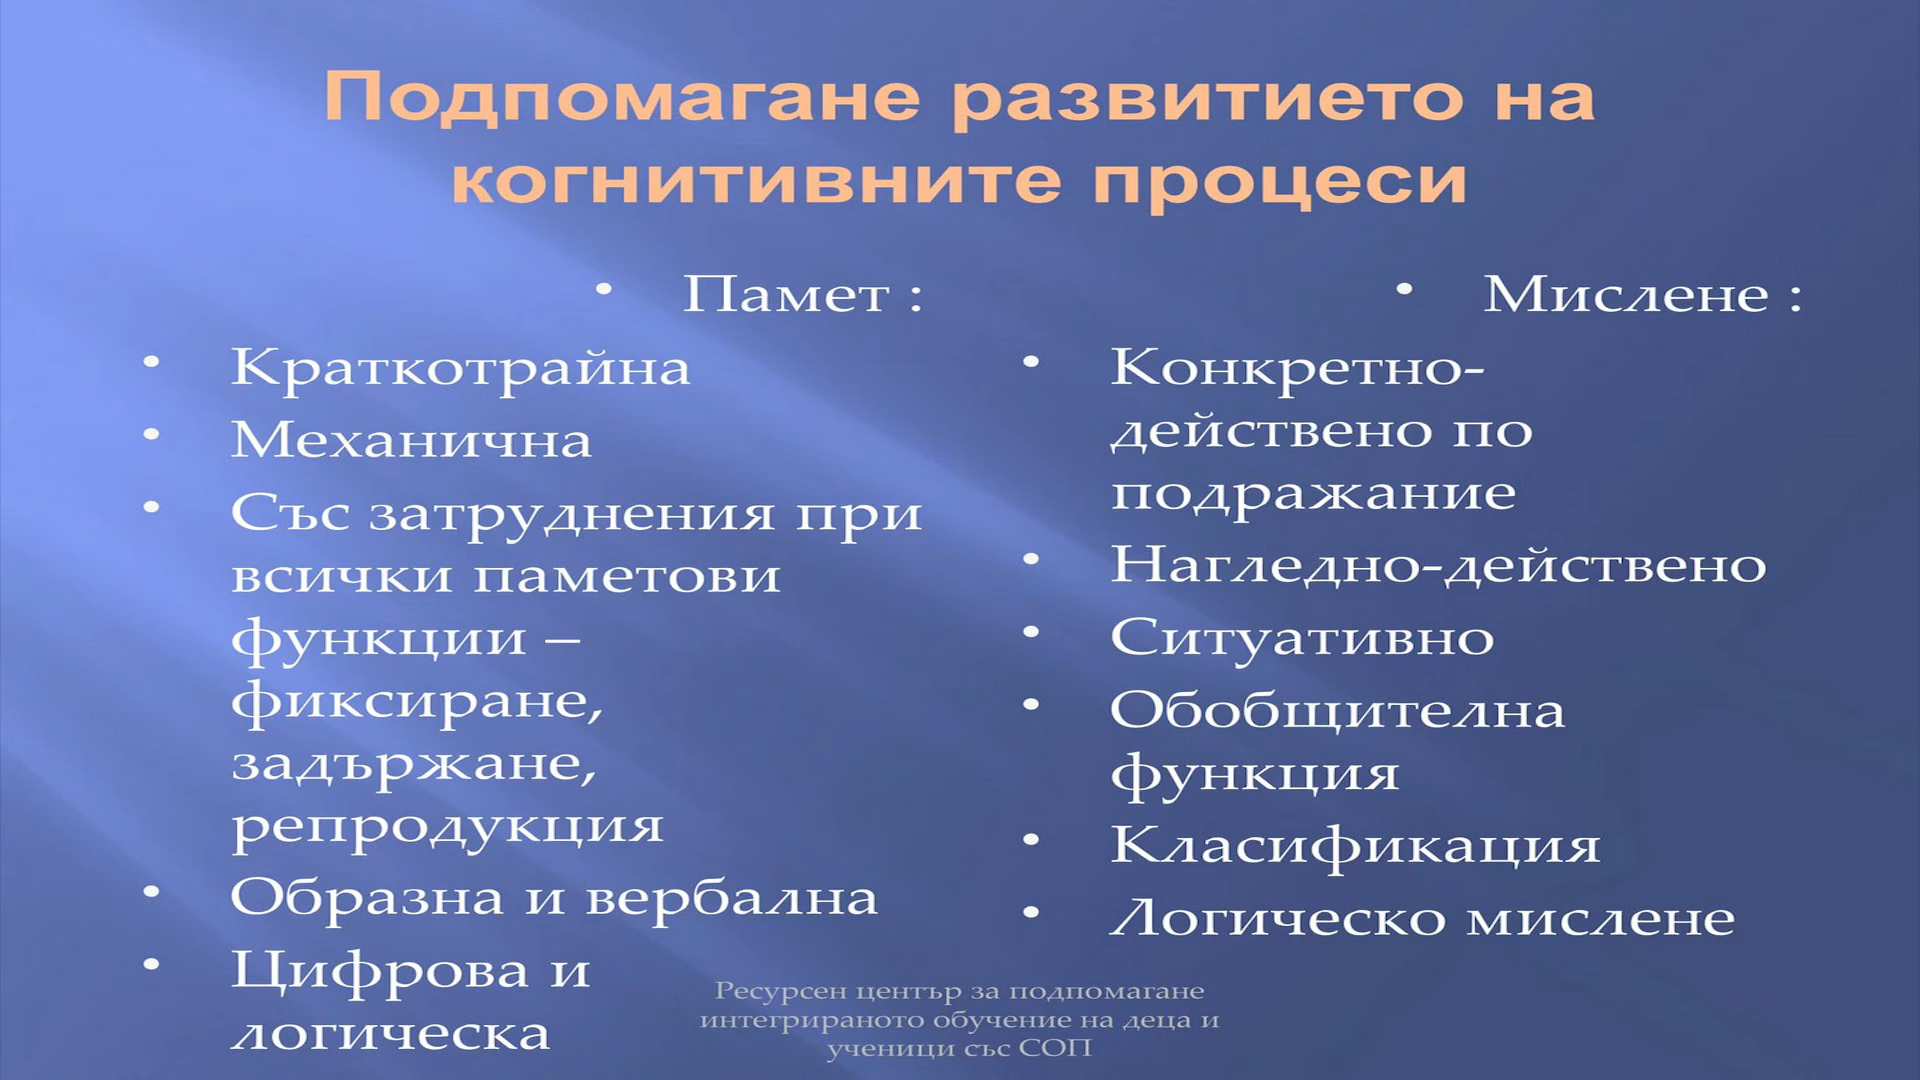 Подпомагане развитието на
когнитивните процеси
• Памет :
• Краткотрайна
• Механична
• Със затруднения при
всички паметови
функции –
фиксиране,
задържане,
репродукция
• Образна и вербална
• Цифрова и
логическа
• Мислене :
• Конкретно-
действено по
подражание
• Нагледно-действено
• Ситуативно
• Обобщителна
функция
• Класификация
• Логическо мислене
Ресурсен център за подпомагане
интегрираното обучение на деца и
ученици със СОП